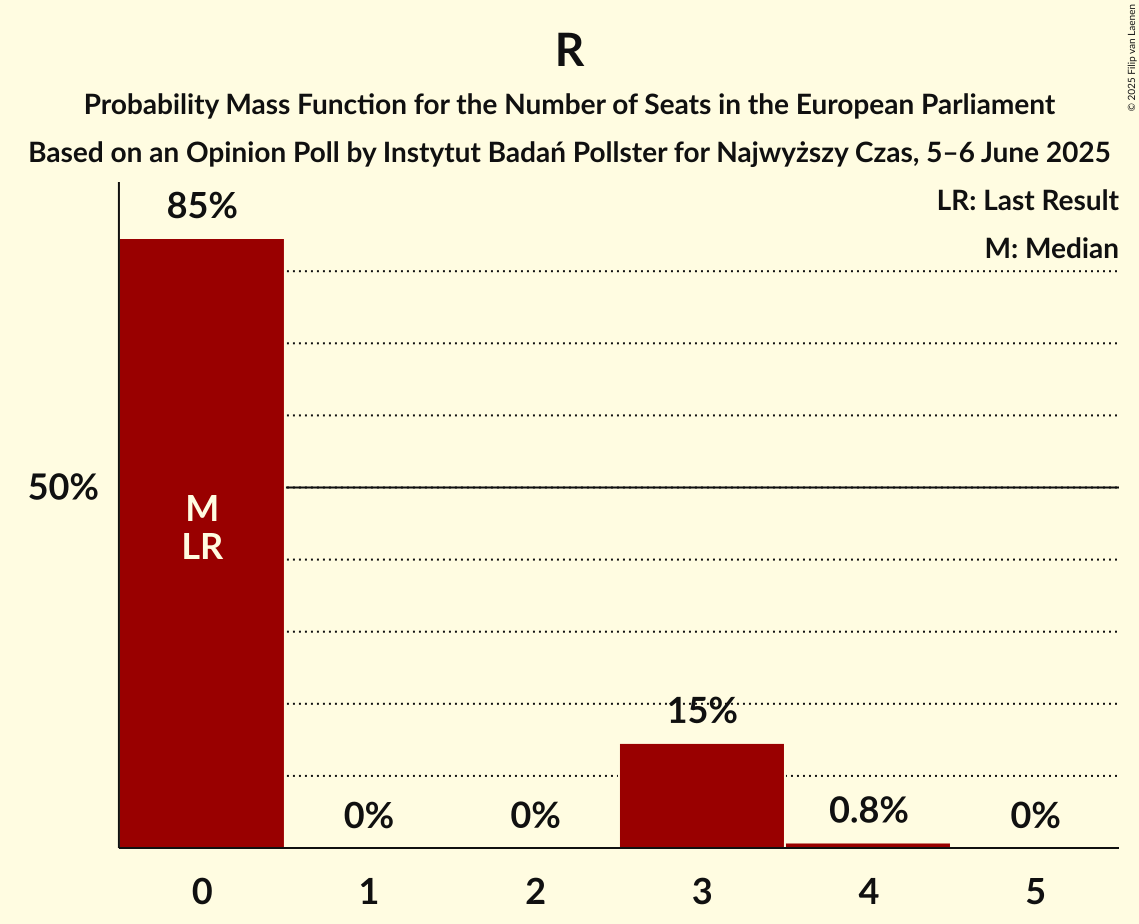 R
Probability Mass Function for the Number of Seats in the European Parliament
Based on an Opinion Poll by Instytut Badań Pollster for Najwyższy Czas, 5–6 June 2025
© 2025 Filip van Laenen
LR: Last Result
M: Median
85%
50%
M
LR
0%
0%
15%
0.8%
0%
0
1
2
3
4
5